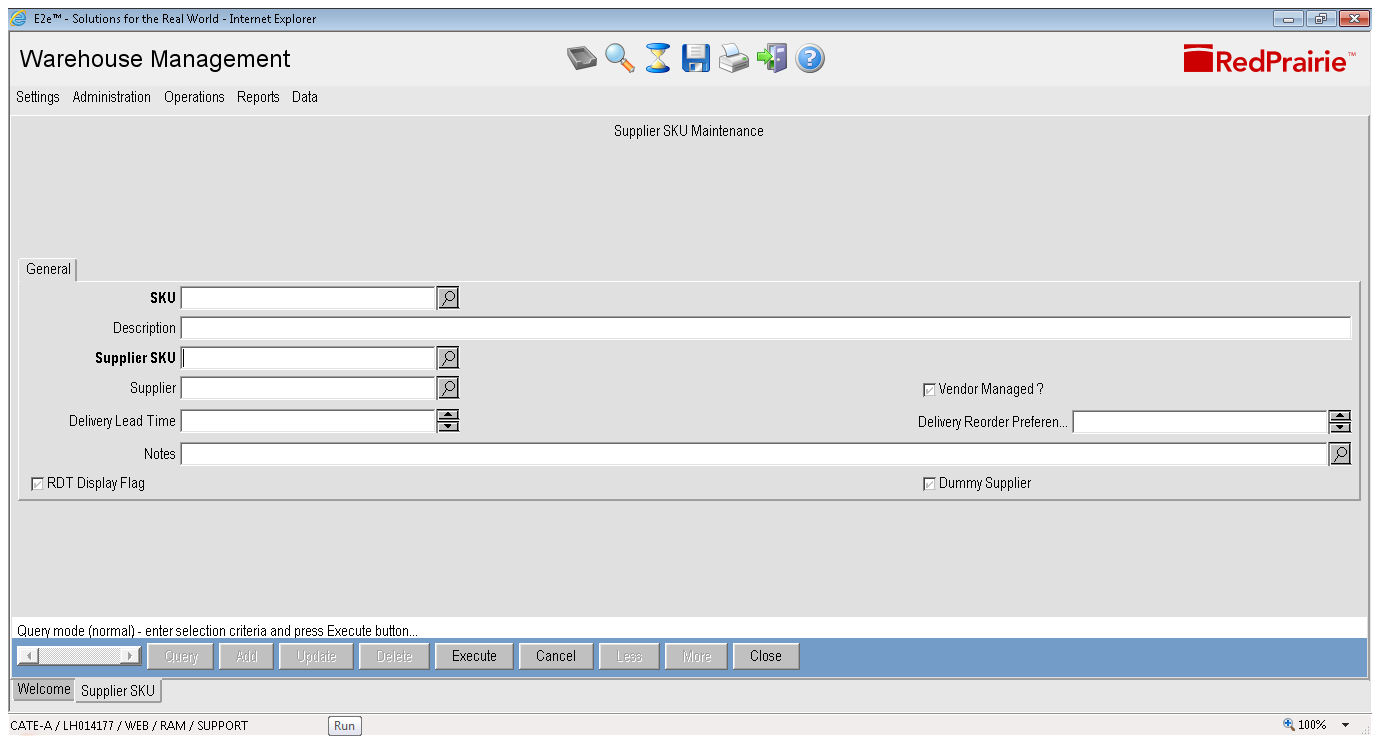 E2e™ - Solutions for the Real World - Internet Explorer
Warehouse Management
RedPrairie™
Settings Administration Operations Reports Data
Supplier SKU Maintenance
General
SKU
Description
Supplier SKU
Supplier
Vendor Managed ?
Delivery Lead Time
Delivery Reorder Preferen...
Notes
RDT Display Flag
Dummy Supplier
Query mode (normal) - enter selection criteria and press Execute button...
Query Add Update Delete Execute Cancel Less More Close
Welcome Supplier SKU
CATE-A / LH014177 / WEB / RAM / SUPPORT Run 100%